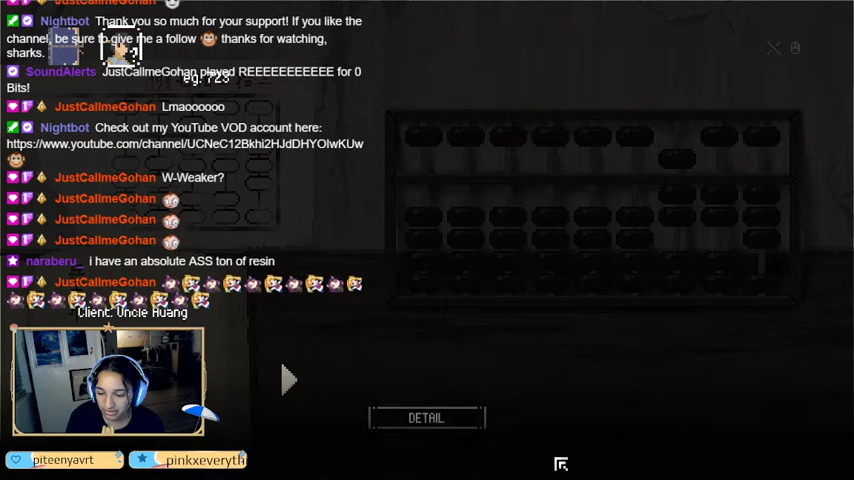 Nightbot Thank you so much for your support! If you like the
channel, be sure to give me a follow thanks for watching,
sharks.
SoundAlerts JustCallmeGohan played REEEEEEEEEEE for 0
Bits!
eg. 723
JustCallmeGohan Lmaoooooo
Nightbot Check out my YouTube VOD account here:
https://www.youtube.com/channel/UCNeC12Bkhi2HJdDHYOlwKUw
JustCallmeGohan W-Weaker?
JustCallmeGohan
JustCallmeGohan
JustCallmeGohan
naraberu i have an absolute ASS ton of resin
JustCallmeGohan
Client: Uncle Huang
DETAIL
piteenyavrt
pinkxeverythi